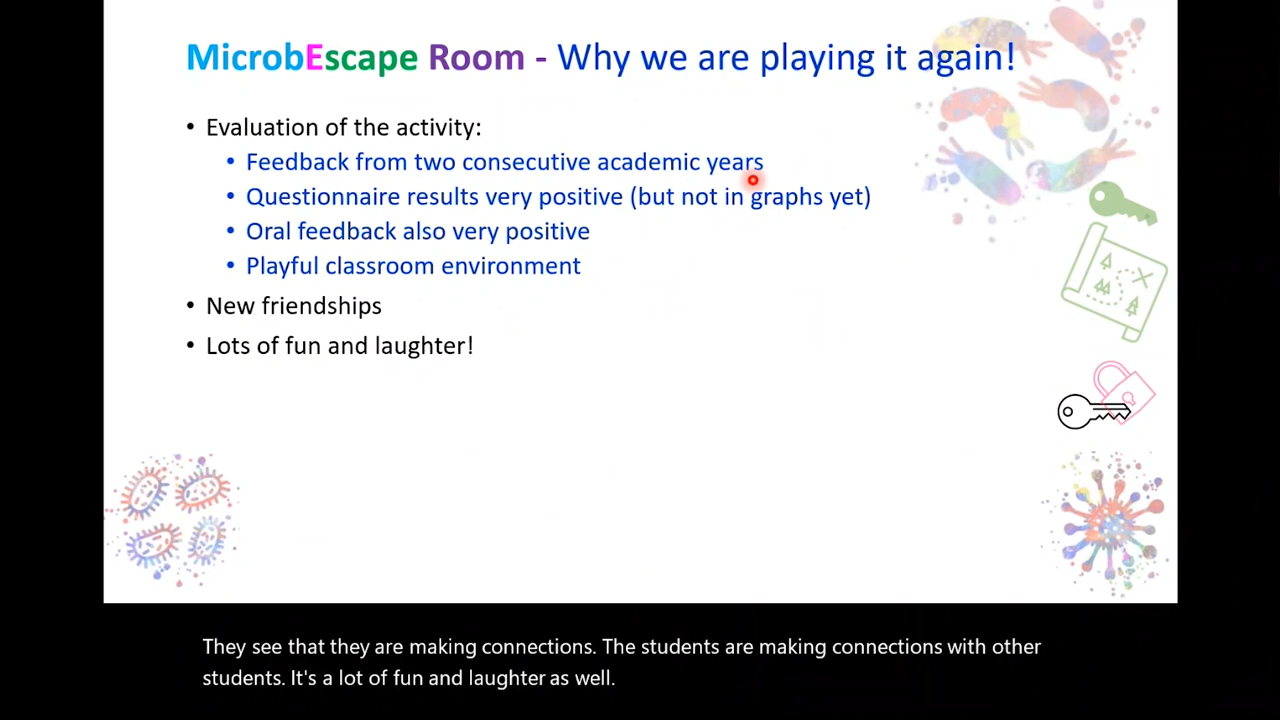 MicrobEscape Room - Why we are playing it again!
• Evaluation of the activity:
• Feedback from two consecutive academic years
• Questionnaire results very positive (but not in graphs yet)
• Oral feedback also very positive
• Playful classroom environment
• New friendships
• Lots of fun and laughter!
They see that they are making connections. The students are making connections with other
students. It's a lot of fun and laughter as well.